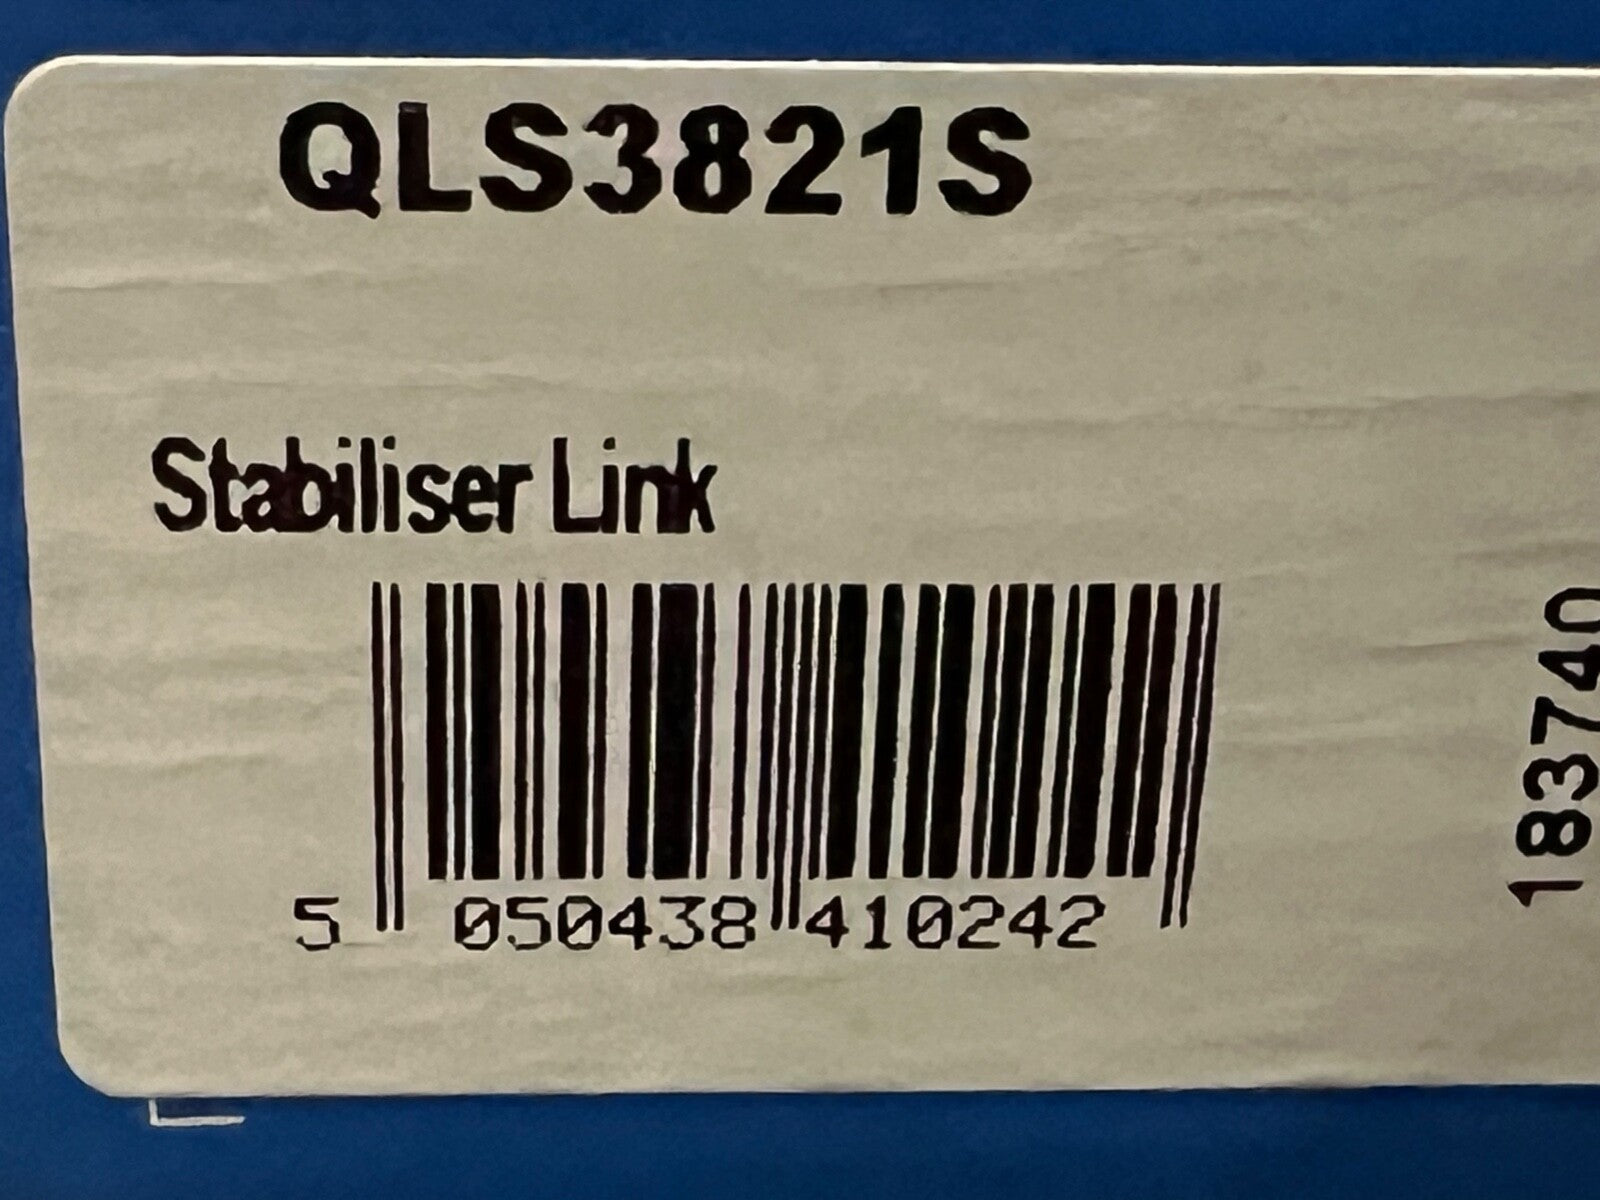 QLS3821S
Stabiliser Link
5 050438 410242
183740